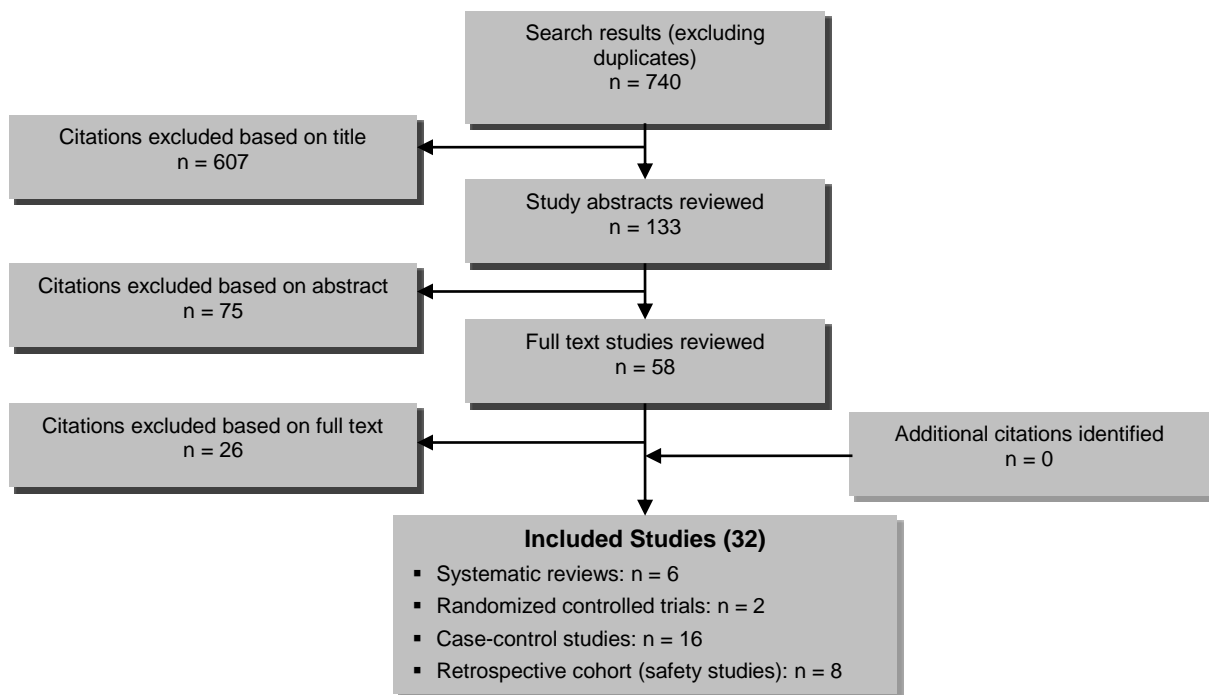 Search results (excluding
duplicates)
n = 740
Citations excluded based on title
n = 607
Study abstracts reviewed
n = 133
Citations excluded based on abstract
n = 75
Full text studies reviewed
n = 58
Citations excluded based on full text
n = 26
Additional citations identified
n = 0
Included Studies (32)
▪ Systematic reviews: n = 6
▪ Randomized controlled trials: n = 2
▪ Case-control studies: n = 16
▪ Retrospective cohort (safety studies): n = 8